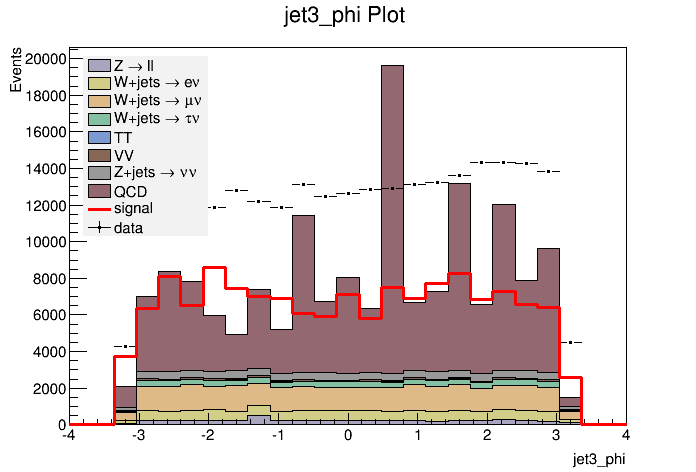 jet3_phi Plot
Events
20000
18000
16000
14000
12000
10000
8000
6000
4000
2000
0
Z → ll
W+jets → eν
W+jets → μν
W+jets → τν
TT
VV
Z+jets → νν
QCD
signal
data
-4 -3 -2 -1 0 1 2 3 4
jet3_phi